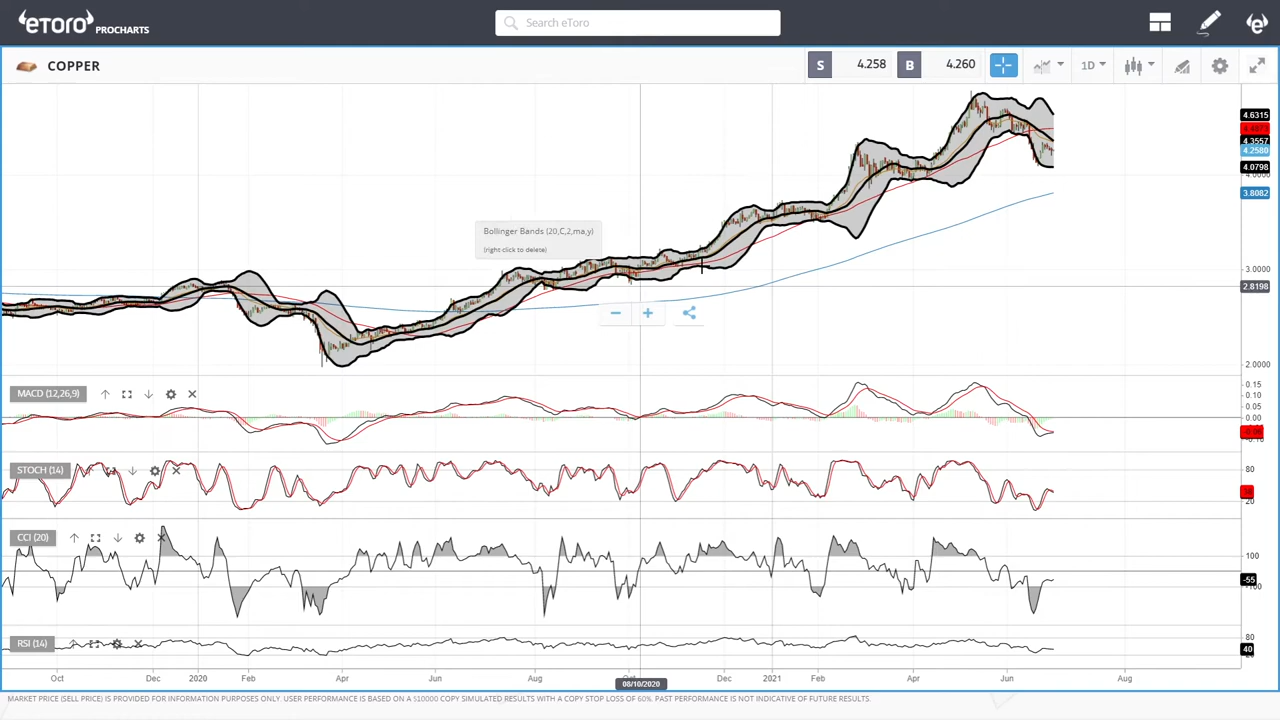 eToro PROCHARTS
Search eToro
COPPER
S 4.258 B 4.260
1D
4.6315
4.3557
4.2580
4.0798
4.0000
3.8082
Bollinger Bands (20,C,2,ma,y)
(right-click to delete)
3.0000
2.8198
2.0000
MACD (12,26,9)
0.15
0.10
0.05
0.00
STOCH (14)
80
20
CCI (20)
100
-55
RSI (14)
80
40
Oct Dec 2020 Feb Apr Jun Aug Dec 2021 Feb Apr Jun Aug
08/10/2020
MARKET PRICE (SELL PRICE) IS PROVIDED FOR INFORMATION PURPOSES ONLY. USER PERFORMANCE IS BASED ON A $10000 COPY SIMULATED RESULTS WITH A COPY STOP LOSS OF 60%. PAST PERFORMANCE IS NOT INDICATIVE OF FUTURE RESULTS.